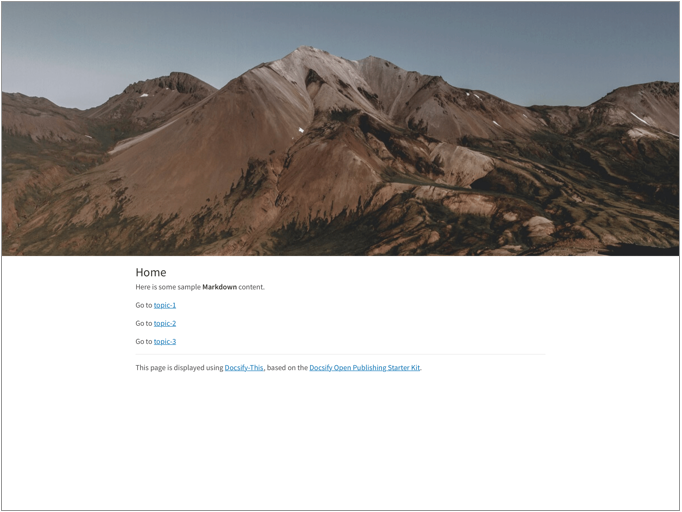 Home
Here is some sample Markdown content.
Go to topic-1
Go to topic-2
Go to topic-3
This page is displayed using Docsify-This, based on the Docsify Open Publishing Starter Kit.